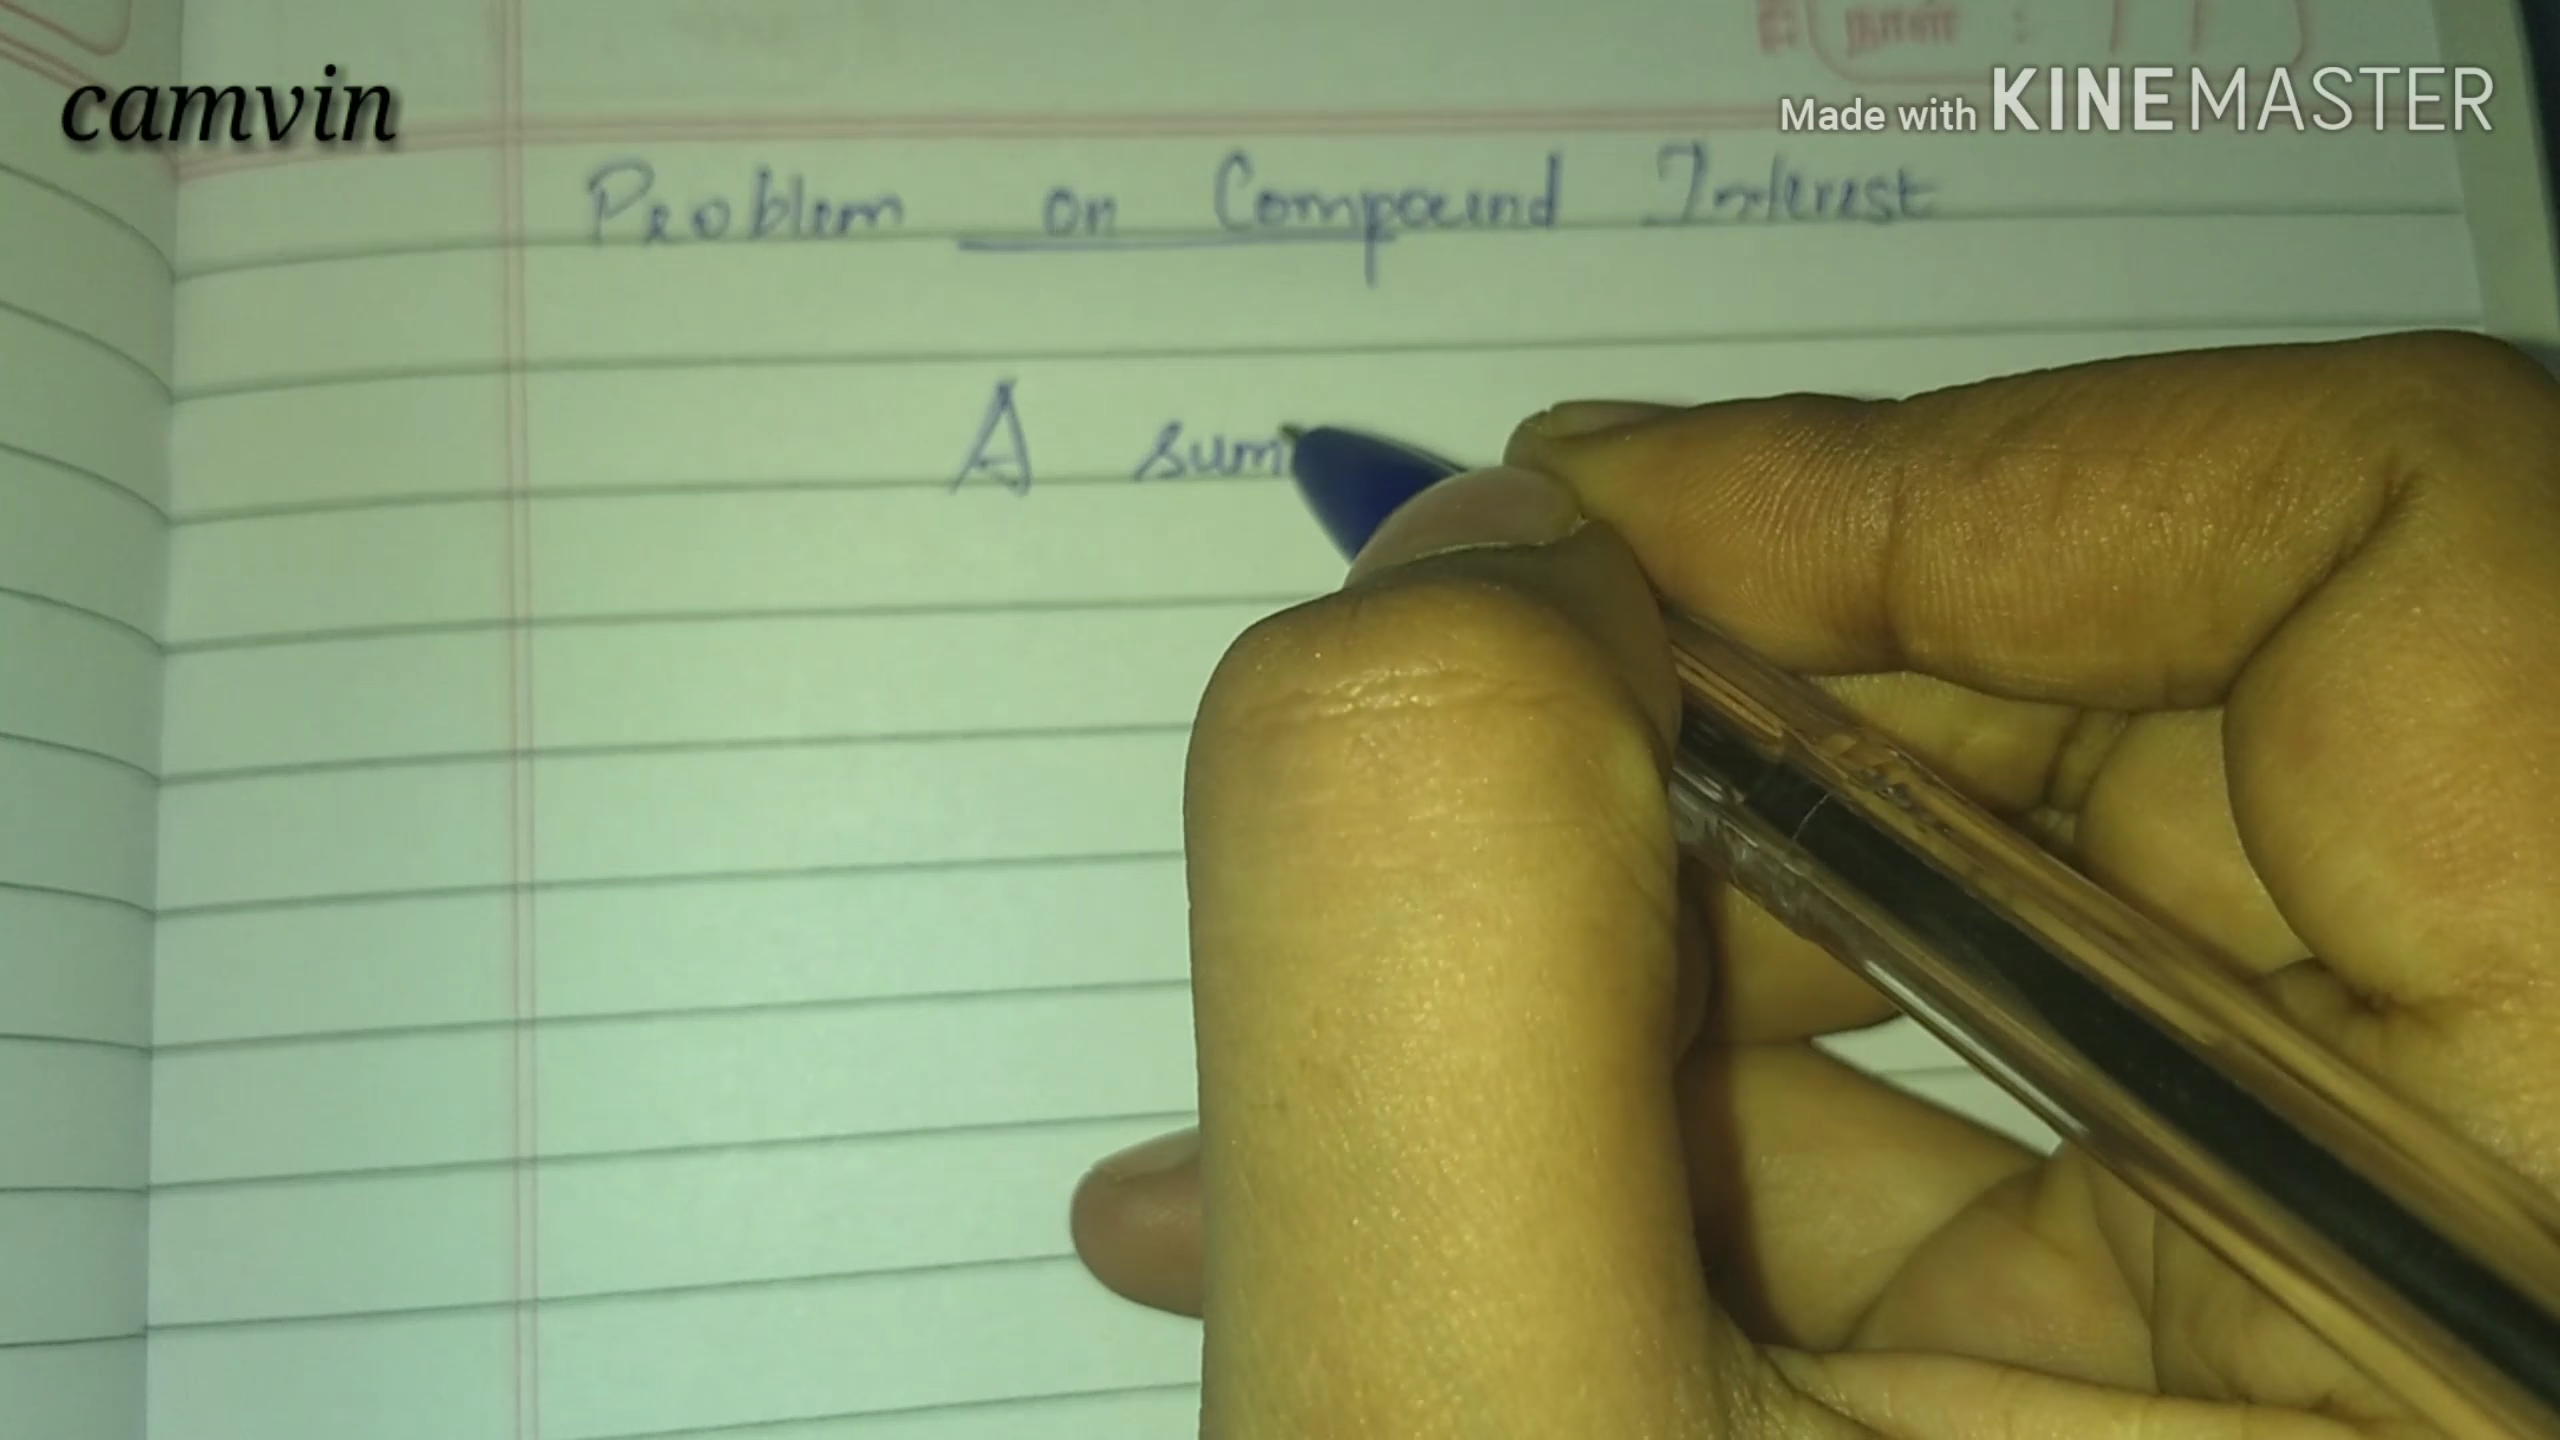 நாள் :
camvin
Made with KINEMASTER
Problem on Compound Interest
A sum